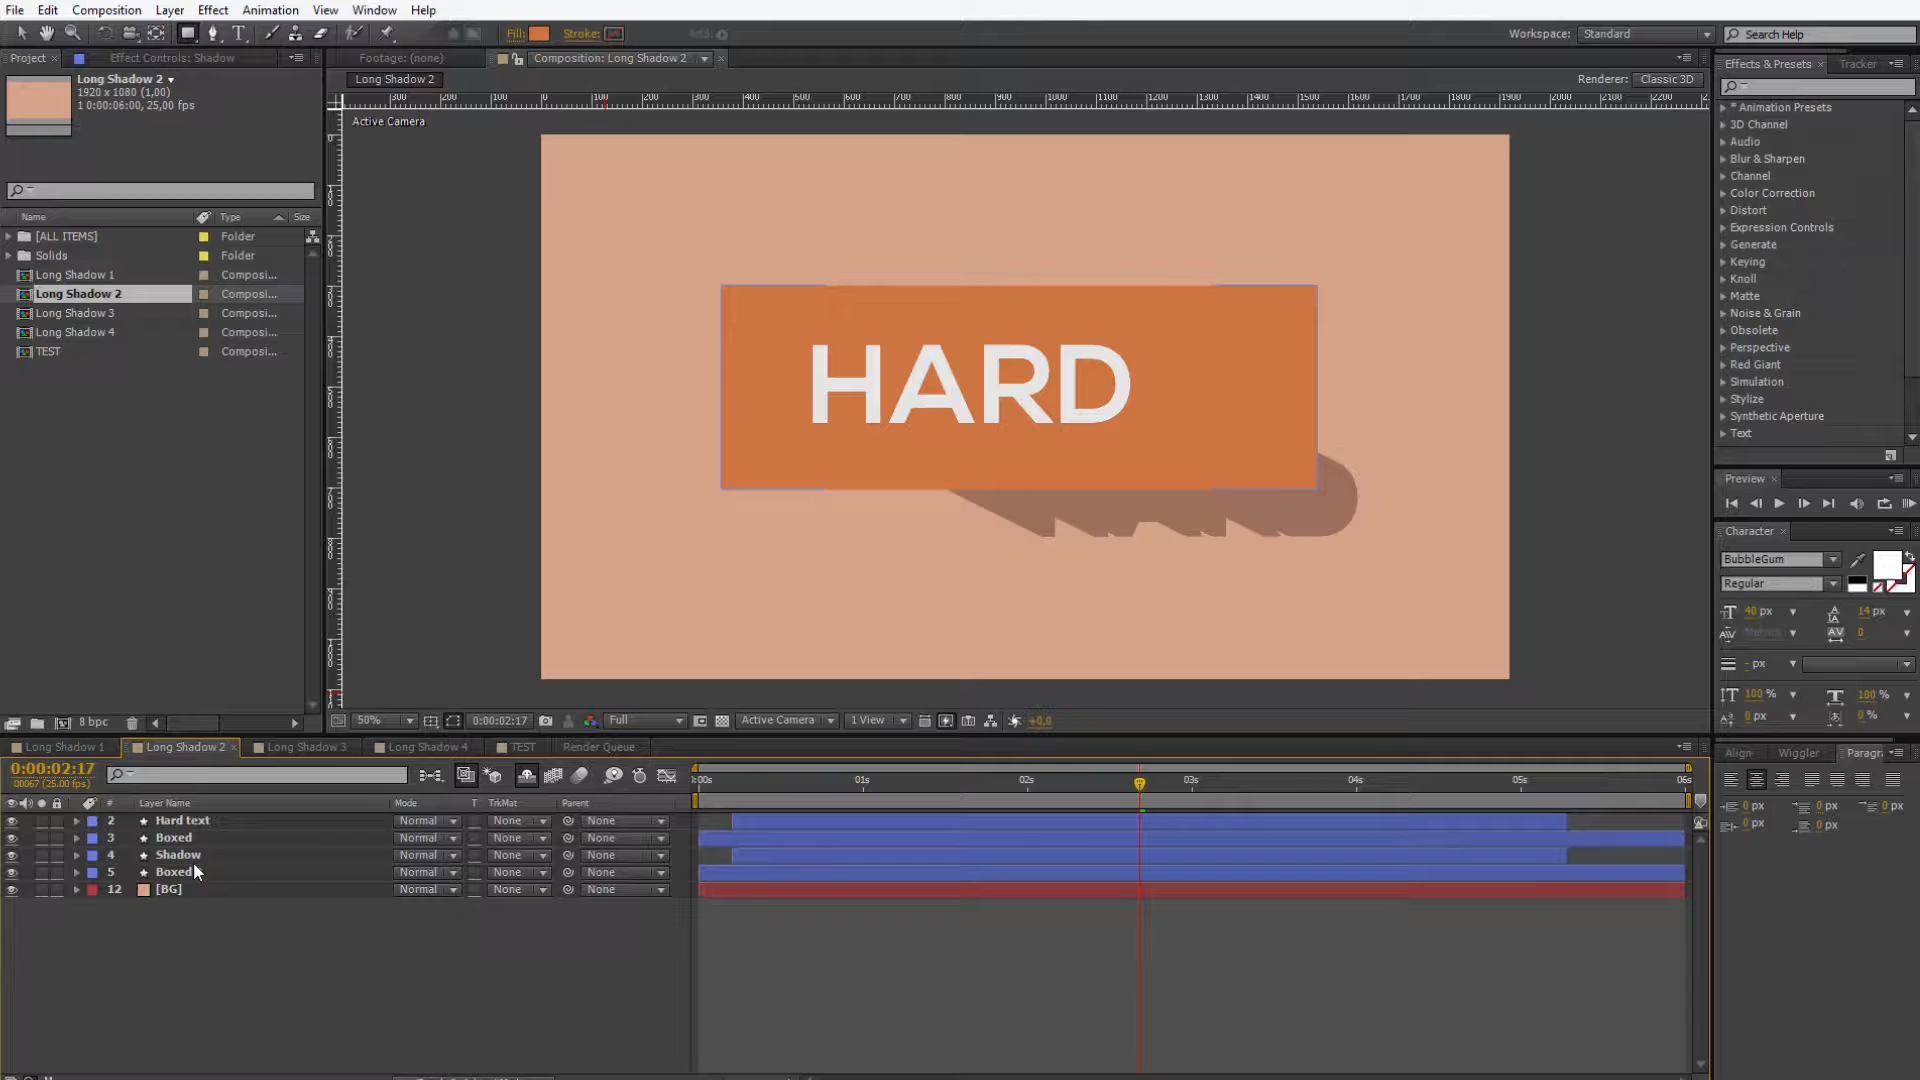 File Edit Composition Layer Effect Animation View Window Help
Fill: Stroke: Workspace: Standard Search Help
Project × Effect Controls: Shadow Footage: (none) Composition: Long Shadow 2 × Effects & Presets × Tracker
Long Shadow 2
1920 x 1080 (1,00)
1 0:00:06:00, 25,00 fps
Long Shadow 2 Renderer: Classic 3D
Active Camera
Name Type Size
[ALL ITEMS] Folder
Solids Folder
Long Shadow 1 Composi...
Long Shadow 2 Composi...
Long Shadow 3 Composi...
Long Shadow 4 Composi...
TEST Composi...
HARD
* Animation Presets
3D Channel
Audio
Blur & Sharpen
Channel
Color Correction
Distort
Expression Controls
Generate
Keying
Knoll
Matte
Noise & Grain
Obsolete
Perspective
Red Giant
Simulation
Stylize
Synthetic Aperture
Text
Preview ×
Character ×
BubbleGum
Regular
40 px 14 px
Metrics 0
- px
100 % 100 %
0 px 0 %
8 bpc 50% 0:00:02:17 Full Active Camera 1 View +0,0
Long Shadow 1 Long Shadow 2 × Long Shadow 3 Long Shadow 4 TEST Render Queue
Align Wiggler Paragr
0:00:02:17
00067 (25.00 fps)
:00s 01s 02s 03s 04s 05s 06s
# Layer Name Mode T TrkMat Parent
2 Hard text Normal None None
3 Boxed Normal None None
4 Shadow Normal None None
5 Boxed Normal None None
12 [BG] Normal None None
0 px 0 px 0 px
0 px 0 px